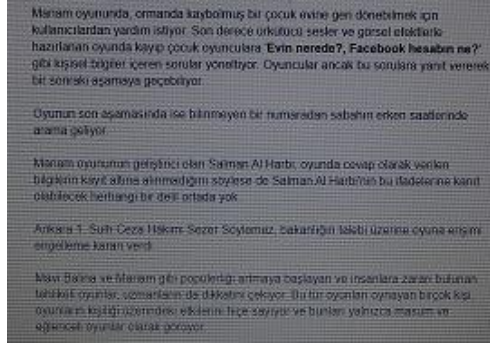 Mariam oyununda, ormanda kaybolmuş bir çocuk evine geri dönebilmek için
kullanıcılardan yardım istiyor. Son derece ürkütücü sesler ve görsel efektlerle
hazırlanan oyunda kayıp çocuk oyunculara 'Evin nerede?, Facebook hesabın ne?'
gibi kişisel bilgiler içeren sorular yöneltiyor. Oyuncular ancak bu sorulara yanıt vererek
bir sonraki aşamaya geçebiliyor.
Oyunun son aşamasında ise bilinmeyen bir numaradan sabahın erken saatlerinde
arama geliyor.
Mariam oyununun geliştirici olan Salman Al Harbi, oyunda cevap olarak verilen
bilgilerin kayıt altına alınmadığını söylese de Salman Al Harbi'nin bu ifadelerine kanıt
olabilecek herhangi bir delil ortada yok.
Ankara 1. Sulh Ceza Hakimi Sezer Söylemez, bakanlığın talebi üzerine oyuna erişimi
engelleme kararı verdi.
Mavi Balina ve Mariam gibi popülerliği artmaya başlayan ve insanlara zararı bulunan
tehlikeli oyunlar, uzmanların da dikkatini çekiyor. Bu tür oyunları oynayan birçok kişi,
oyunların kişiliği üzerindeki etkilerini hiçe sayıyor ve bunları yalnızca masum ve
eğlenceli oyunlar olarak görüyor.